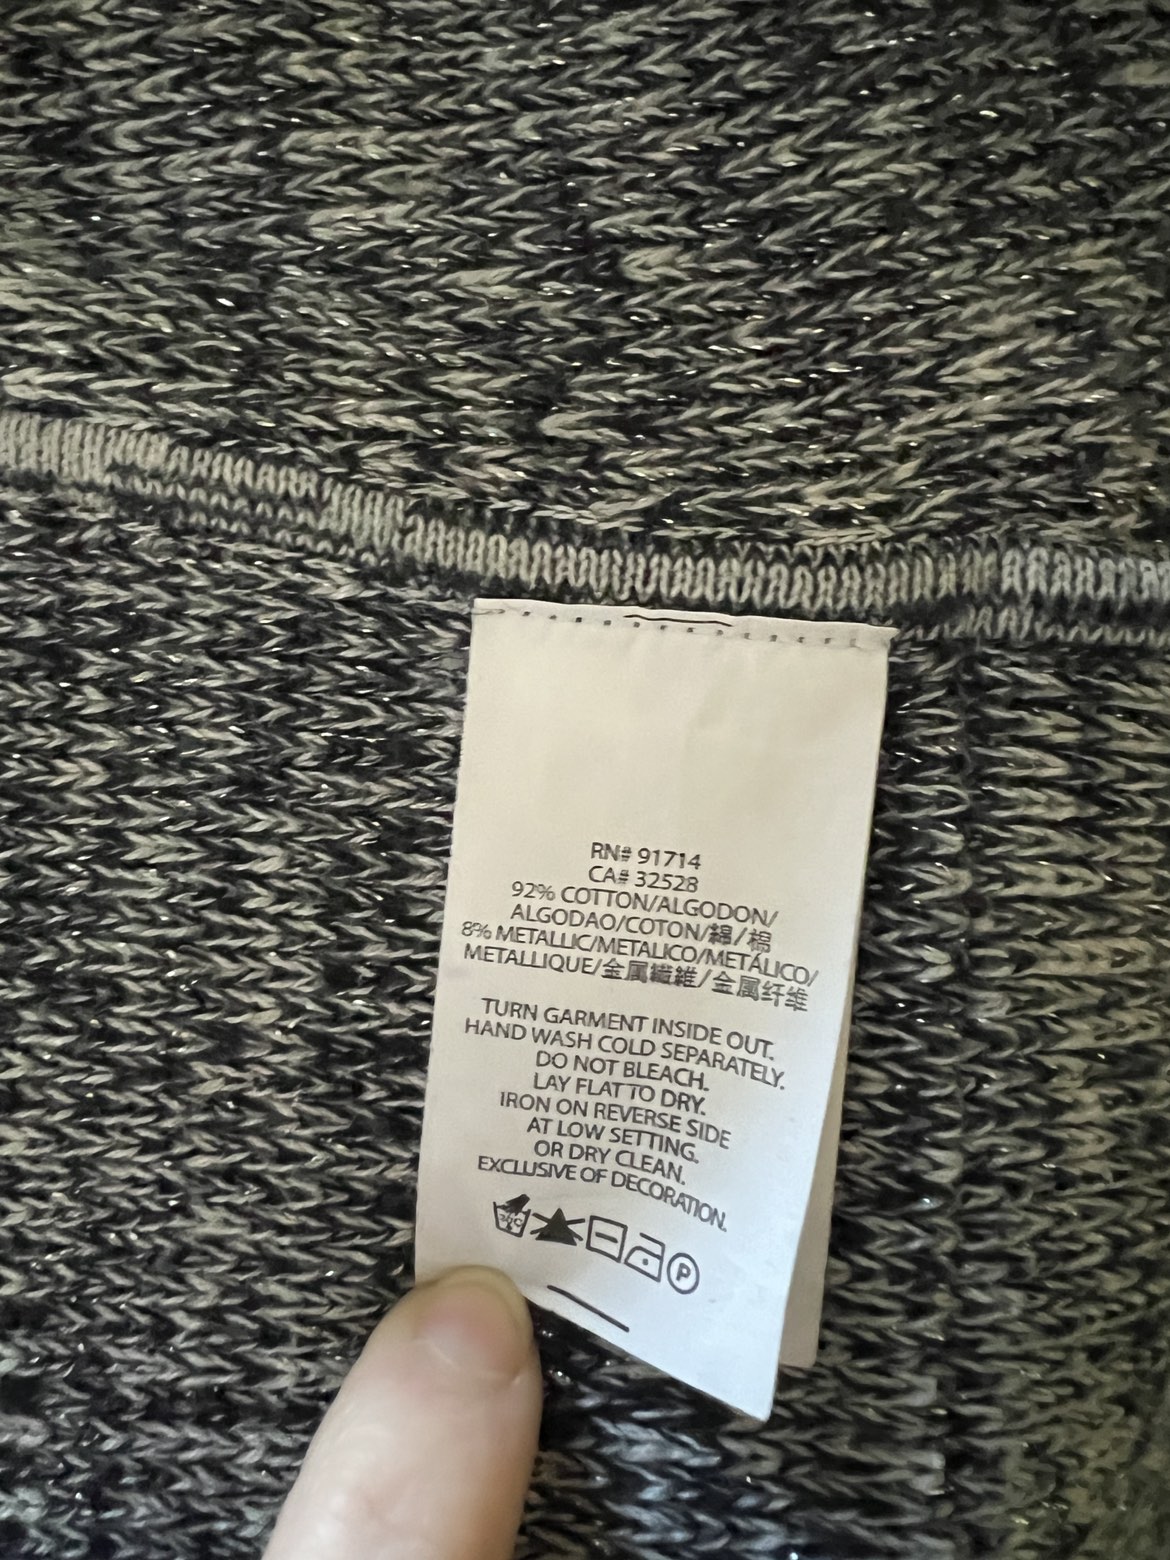 RN# 91714
CA# 32528
92% COTTON/ALGODON/
ALGODAO/COTON/綿/棉
8% METALLIC/METALICO/METÁLICO/
METALLIQUE/金属繊維/金属纤维
TURN GARMENT INSIDE OUT.
HAND WASH COLD SEPARATELY.
DO NOT BLEACH.
LAY FLAT TO DRY.
IRON ON REVERSE SIDE
AT LOW SETTING.
OR DRY CLEAN.
EXCLUSIVE OF DECORATION.
P